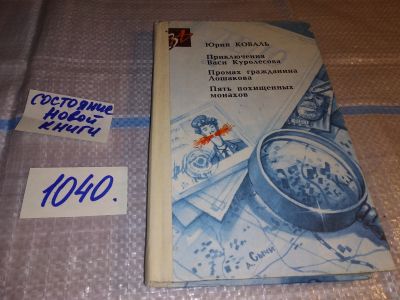 Юрий КОВАЛЬ
Приключения
Васи Куролесова
Промах гражданина
Лошакова
Пять похищенных
монахов
состояние
новой
книги
1040.